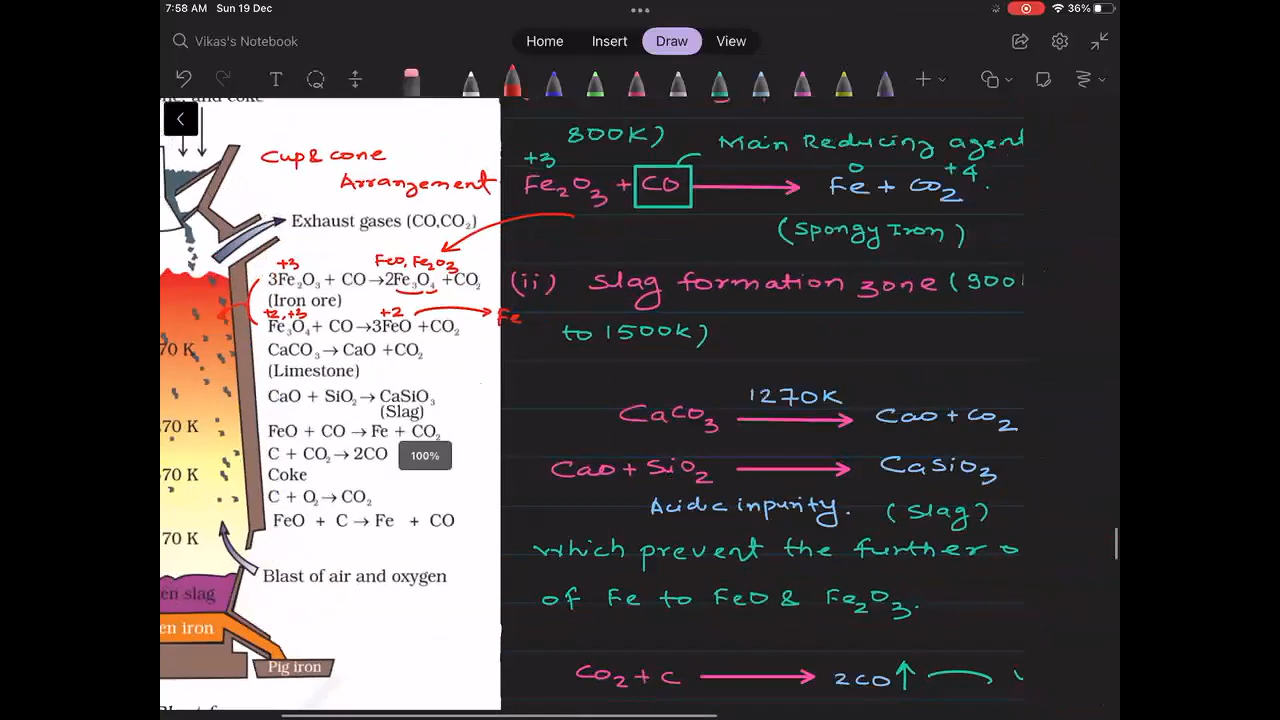 7:58 AM Sun 19 Dec
36%
Vikas's Notebook
Home Insert Draw View
and coke
Cup & cone
Arrangement
Exhaust gases (CO,CO₂)
+3
FeO, Fe₂O₃
3Fe₂O₃ + CO→2Fe₃O₄ +CO₂
(Iron ore)
+2, +3
+2
Fe₃O₄+ CO→3FeO +CO₂
Fe
CaCO₃→ CaO +CO₂
(Limestone)
CaO + SiO₂→ CaSiO₃
(Slag)
FeO + CO→ Fe + CO₂
C + CO₂→ 2CO
100%
Coke
C + O₂→ CO₂
FeO + C → Fe + CO
70 K
70 K
70 K
70 K
Blast of air and oxygen
en slag
en iron
Pig iron
800K)
Main Reducing agent
+3
0
+4
Fe₂O₃ + CO → Fe + CO₂
(Spongy Iron)
(ii) Slag formation zone (900
to 1500K)
1270K
CaCO₃ → CaO + CO₂
CaO + SiO₂ → CaSiO₃
Acidic inpurity. (Slag)
which prevent the further
of Fe to FeO & Fe₂O₃.
CO₂ + C → 2CO↑